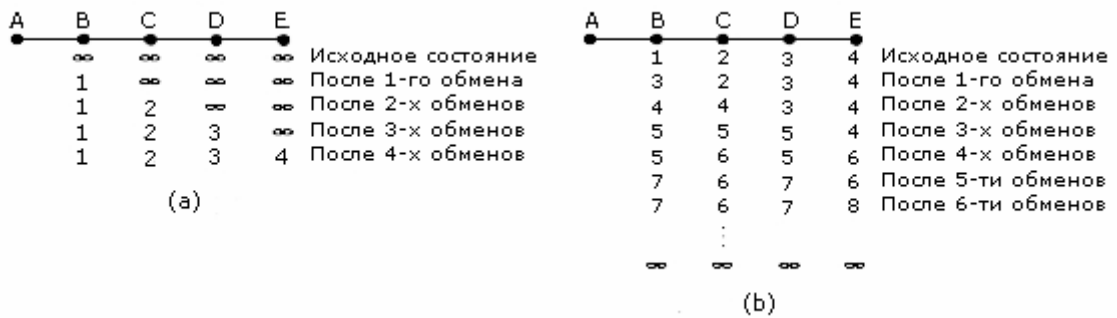 A B C D E
∞ ∞ ∞ ∞ Исходное состояние
1 ∞ ∞ ∞ После 1-го обмена
1 2 ∞ ∞ После 2-х обменов
1 2 3 ∞ После 3-х обменов
1 2 3 4 После 4-х обменов
(a)
A B C D E
1 2 3 4 Исходное состояние
3 2 3 4 После 1-го обмена
4 4 3 4 После 2-х обменов
5 5 5 4 После 3-х обменов
5 6 5 6 После 4-х обменов
7 6 7 6 После 5-ти обменов
7 6 7 8 После 6-ти обменов
⋮
∞ ∞ ∞ ∞
(b)